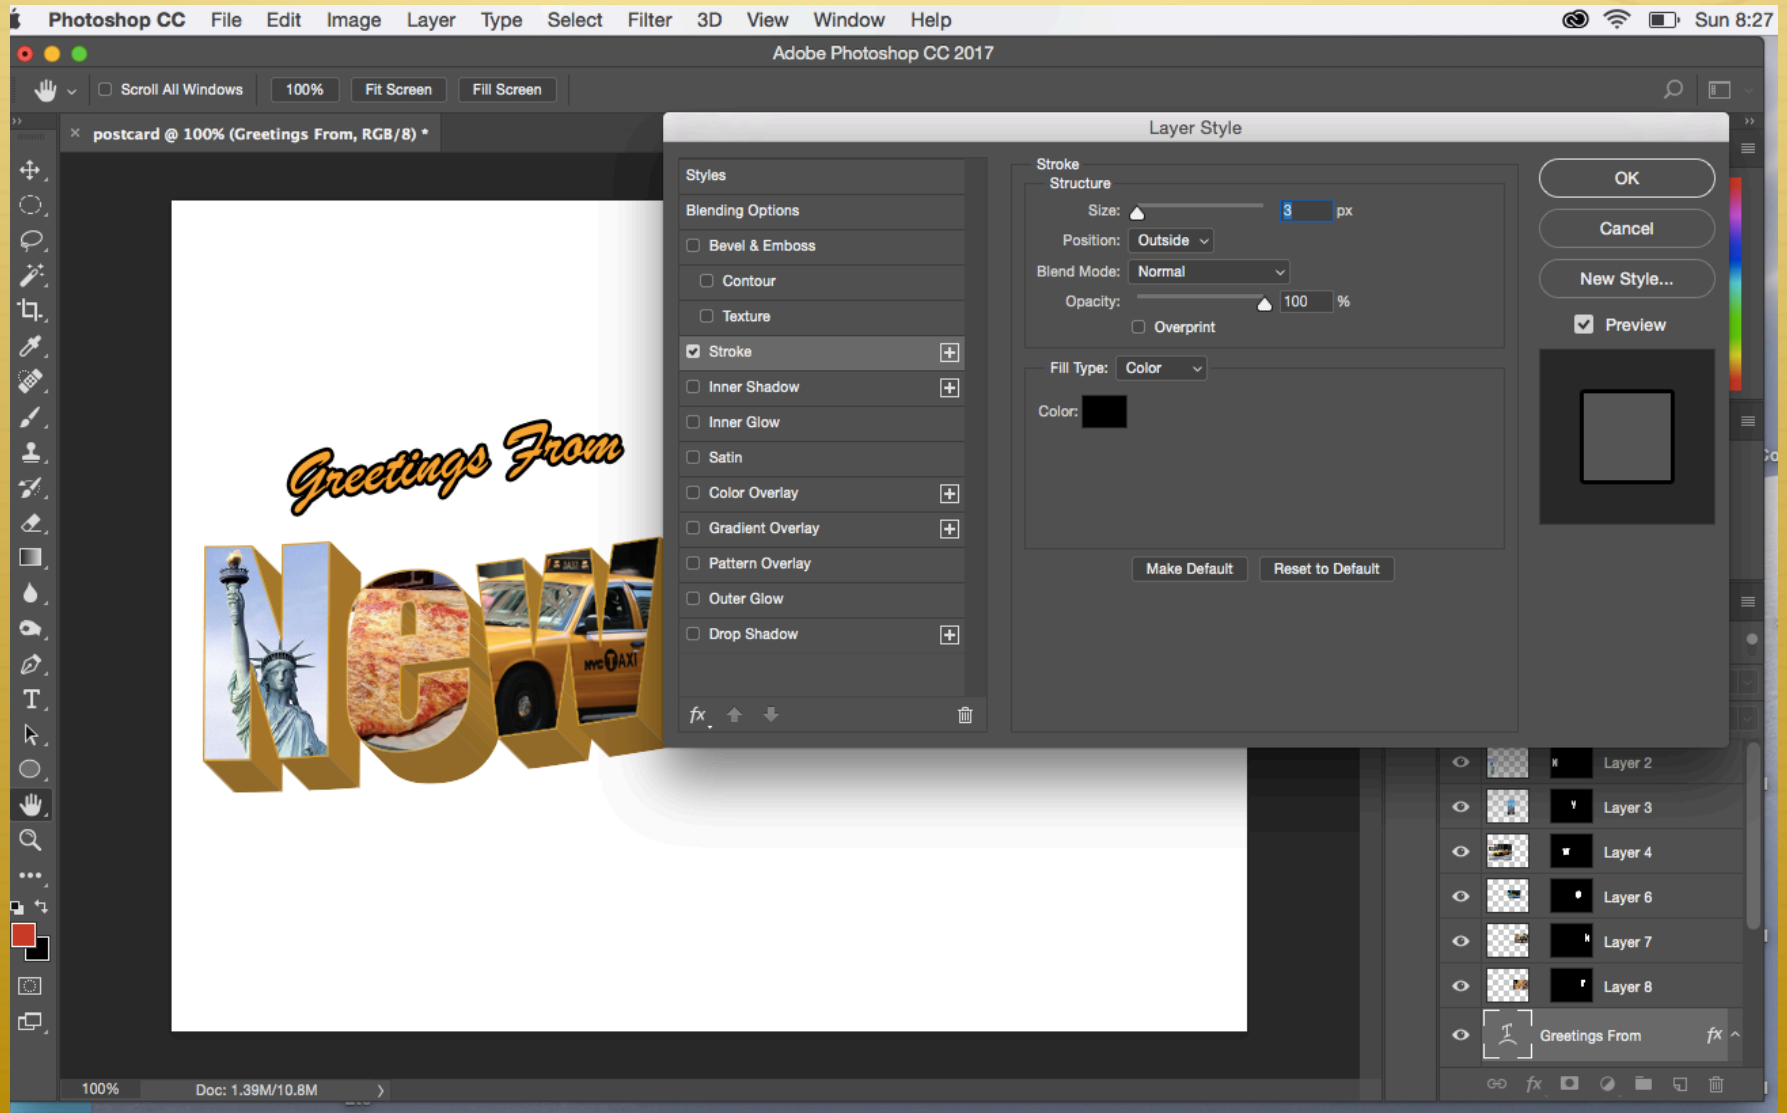 Photoshop CC File Edit Image Layer Type Select Filter 3D View Window Help Sun 8:27
Adobe Photoshop CC 2017
Scroll All Windows 100% Fit Screen Fill Screen
× postcard @ 100% (Greetings From, RGB/8) *
Layer Style
Styles
Blending Options
Bevel & Emboss
Contour
Texture
Stroke
Inner Shadow
Inner Glow
Satin
Color Overlay
Gradient Overlay
Pattern Overlay
Outer Glow
Drop Shadow
fx
Stroke
Structure
Size: 3 px
Position: Outside
Blend Mode: Normal
Opacity: 100 %
Overprint
Fill Type: Color
Color:
Make Default Reset to Default
OK
Cancel
New Style...
Preview
Greetings From
New
TAXI
NYC TAXI
Layer 2
Layer 3
Layer 4
Layer 6
Layer 7
Layer 8
Greetings From fx
fx
100% Doc: 1.39M/10.8M